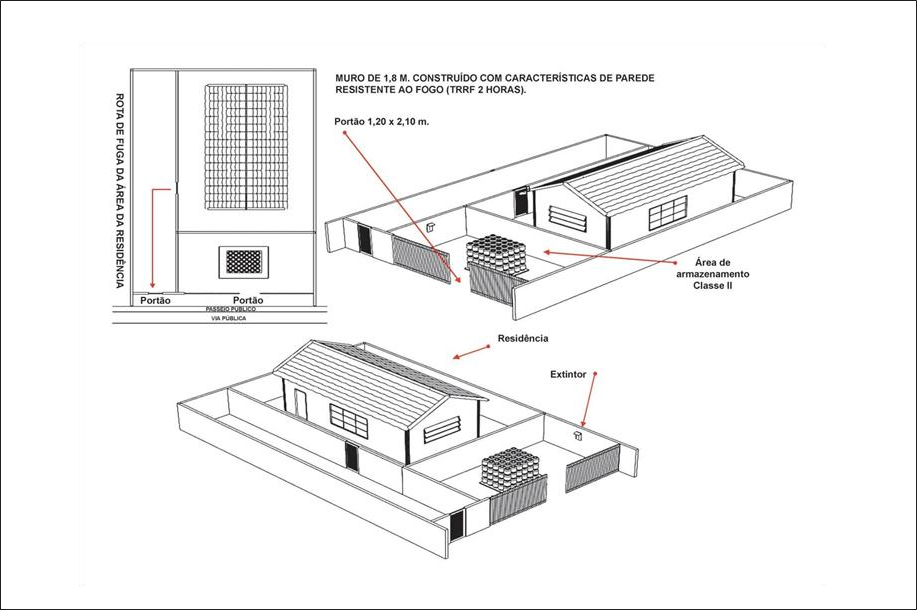 MURO DE 1,8 M. CONSTRUÍDO COM CARACTERÍSTICAS DE PAREDE
RESISTENTE AO FOGO (TRRF 2 HORAS).
Portão 1,20 x 2,10 m.
ROTA DE FUGA DA ÁREA DA RESIDÊNCIA
Portão
Portão
PASSEIO PÚBLICO
VIA PÚBLICA
Área de
armazenamento
Classe II
Residência
Extintor